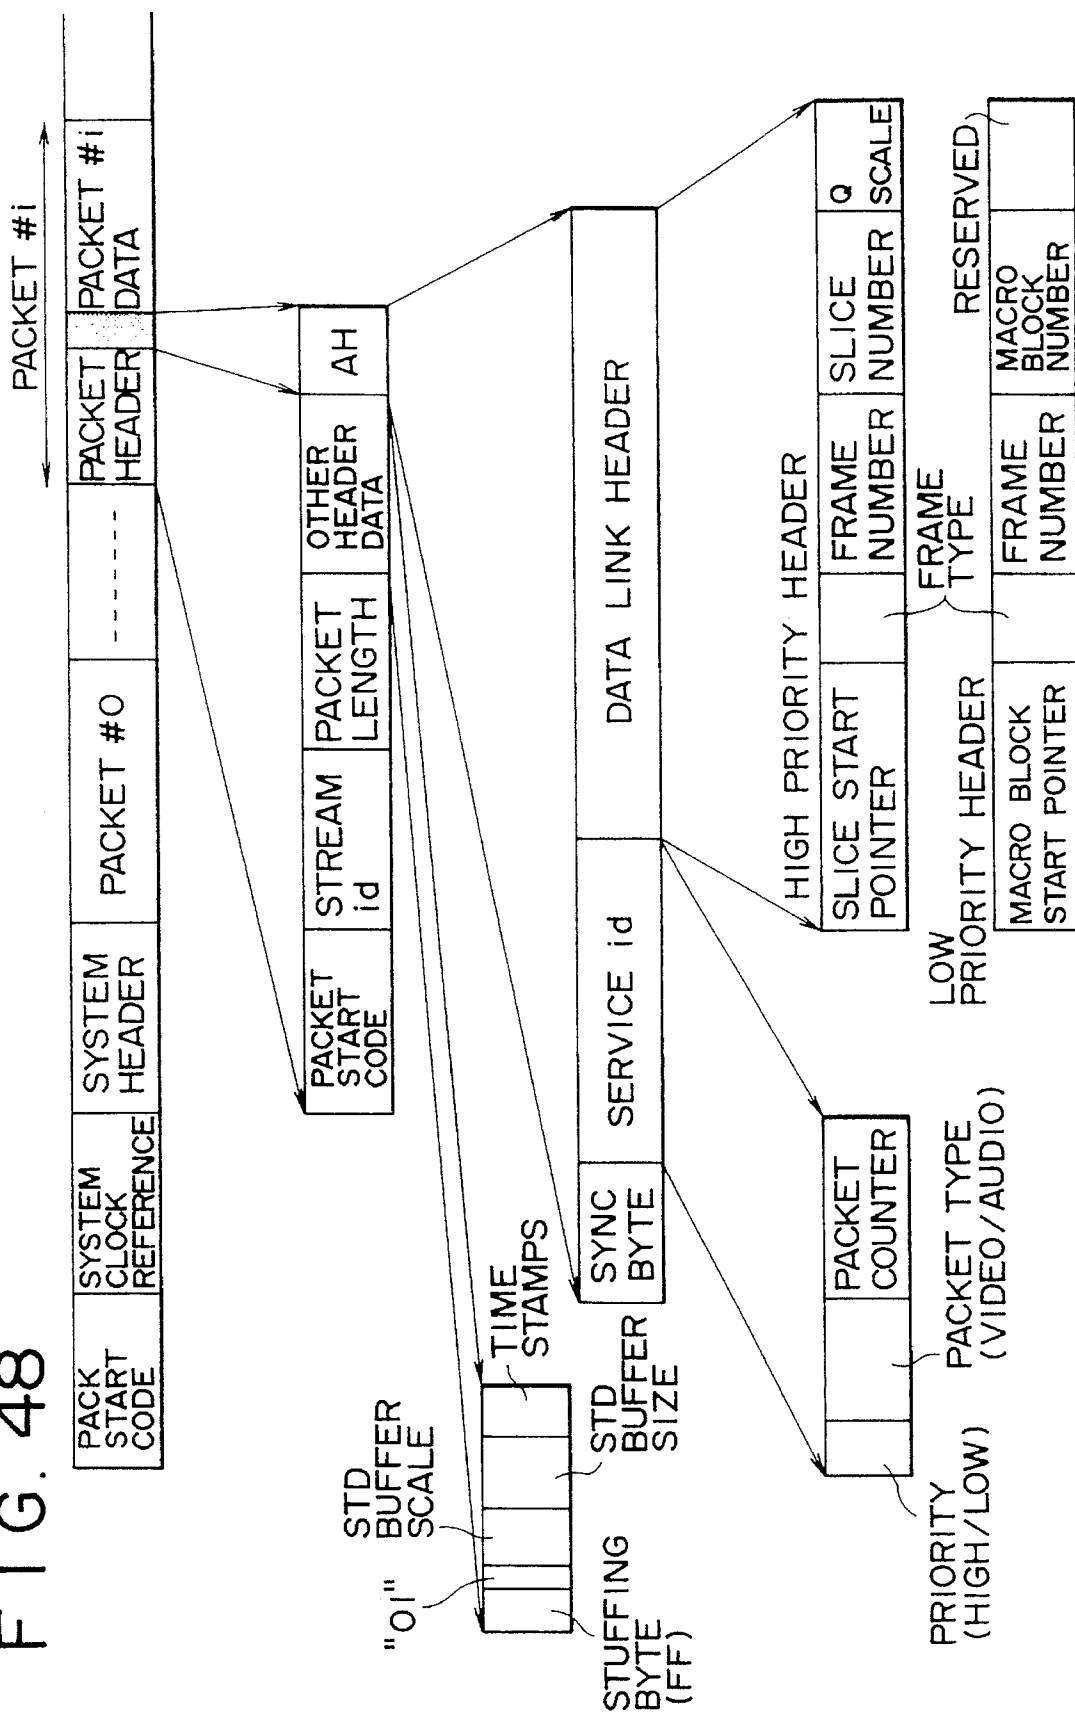 FIG. 48
PACKET #i
PACK
START
CODE
SYSTEM
CLOCK
REFERENCE
SYSTEM
HEADER
PACKET #0
------
PACKET
HEADER
PACKET #i
DATA
PACKET
START
CODE
STREAM
id
PACKET
LENGTH
OTHER
HEADER
DATA
AH
"01"
STD
BUFFER
SCALE
TIME
STAMPS
STUFFING
BYTE
(FF)
STD
BUFFER
SIZE
SYNC
BYTE
SERVICE id
DATA LINK HEADER
PACKET
COUNTER
PRIORITY
(HIGH/LOW)
PACKET TYPE
(VIDEO/AUDIO)
HIGH PRIORITY HEADER
SLICE START
POINTER
FRAME
NUMBER
SLICE
NUMBER
Q
SCALE
FRAME
TYPE
LOW
PRIORITY HEADER
RESERVED
MACRO BLOCK
START POINTER
FRAME
NUMBER
MACRO
BLOCK
NUMBER